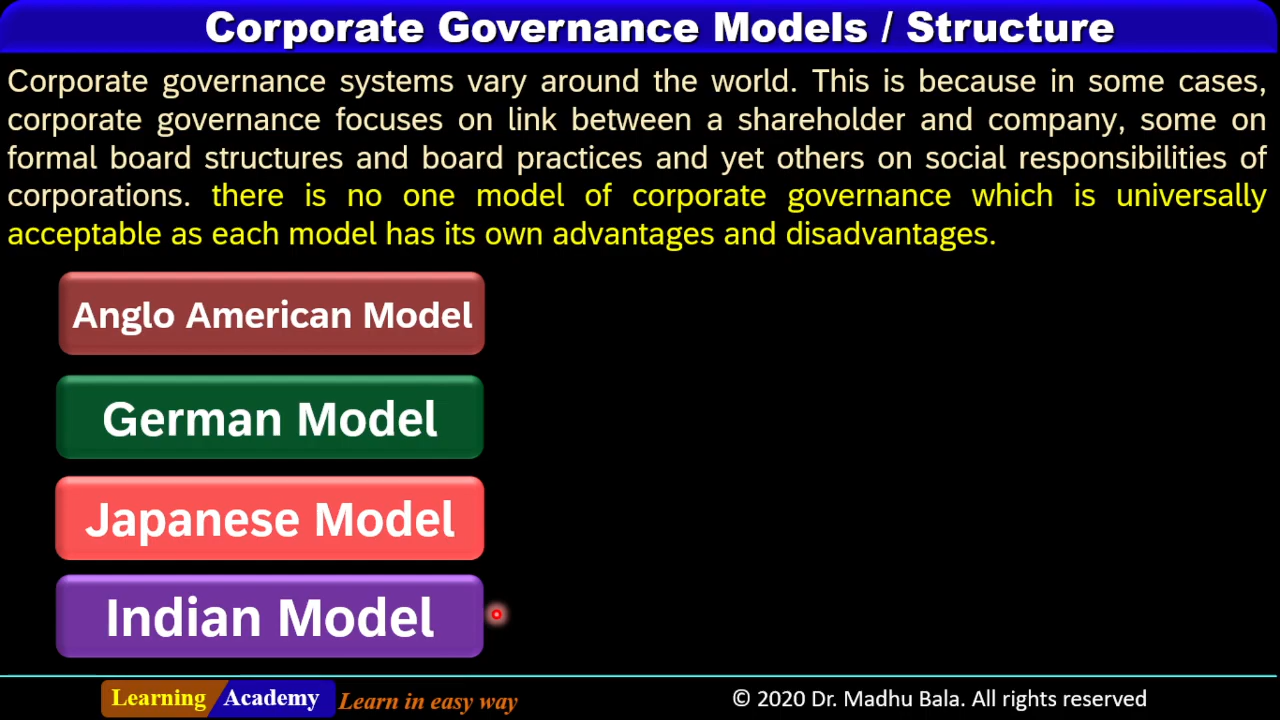 Corporate Governance Models / Structure
Corporate governance systems vary around the world. This is because in some cases,
corporate governance focuses on link between a shareholder and company, some on
formal board structures and board practices and yet others on social responsibilities of
corporations. there is no one model of corporate governance which is universally
acceptable as each model has its own advantages and disadvantages.
Anglo American Model
German Model
Japanese Model
Indian Model
Learning Academy Learn in easy way
© 2020 Dr. Madhu Bala. All rights reserved